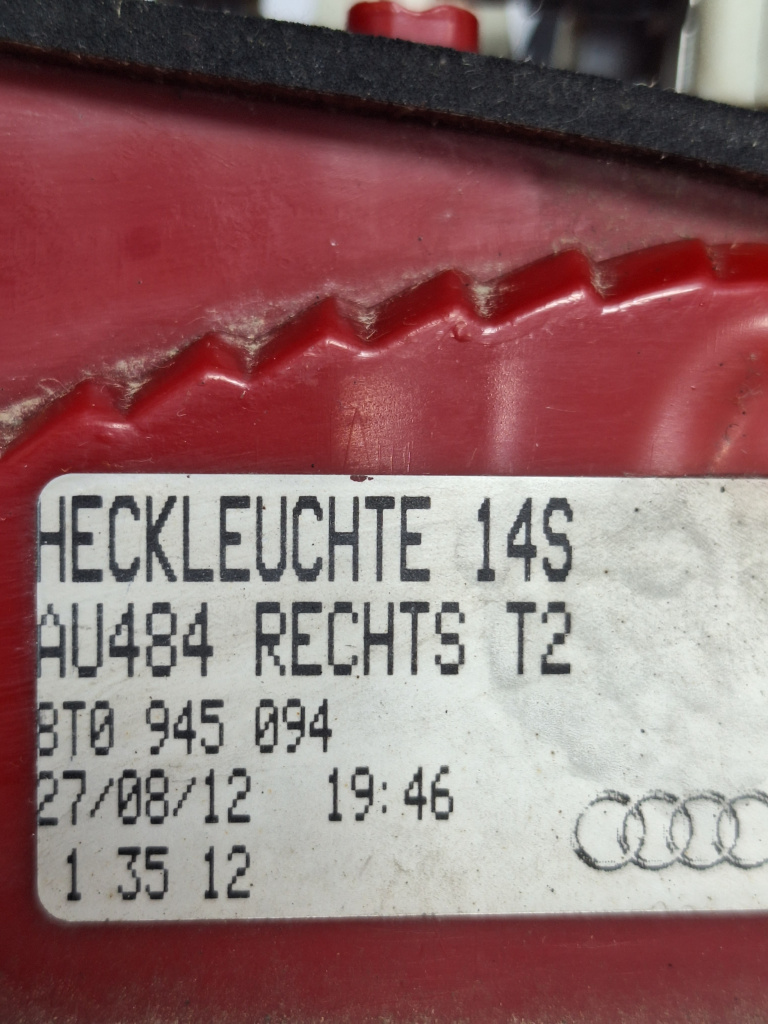 HECKLEUCHTE 14S
AU484 RECHTS T2
8T0 945 094
27/08/12 19:46
1 35 12